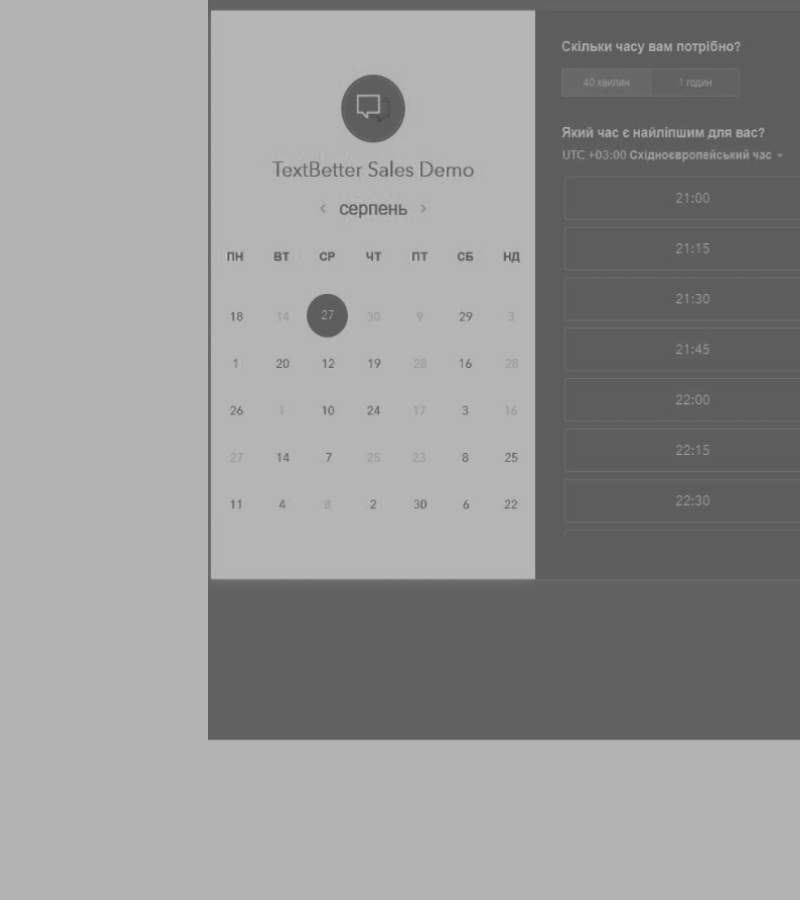 TextBetter Sales Demo
‹ серпень ›
ПН ВТ СР ЧТ ПТ СБ НД
18 14 27 30 9 29 3
1 20 12 19 28 16 28
26 1 10 24 17 3 16
27 14 7 25 23 8 25
11 4 8 2 30 6 22
Скільки часу вам потрібно?
40 хвилин 1 годин
Який час є найліпшим для вас?
UTC +03:00 Східноєвропейський час
21:00
21:15
21:30
21:45
22:00
22:15
22:30